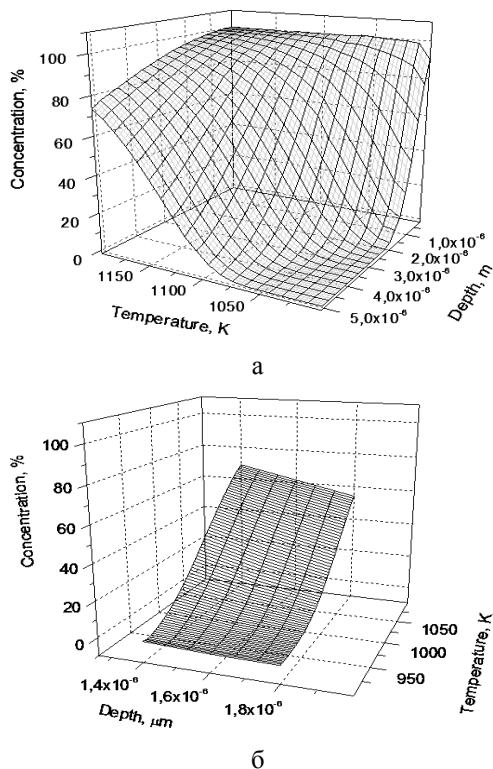 Concentration, %
100
80
60
40
20
0
1150
1100
1050
Temperature, K
1,0x10⁻⁶
2,0x10⁻⁶
3,0x10⁻⁶
4,0x10⁻⁶
5,0x10⁻⁶
Depth, m
а
Concentration, %
100
80
60
40
20
0
1,4x10⁻⁶
1,6x10⁻⁶
1,8x10⁻⁶
Depth, μm
1050
1000
950
Temperature, K
б